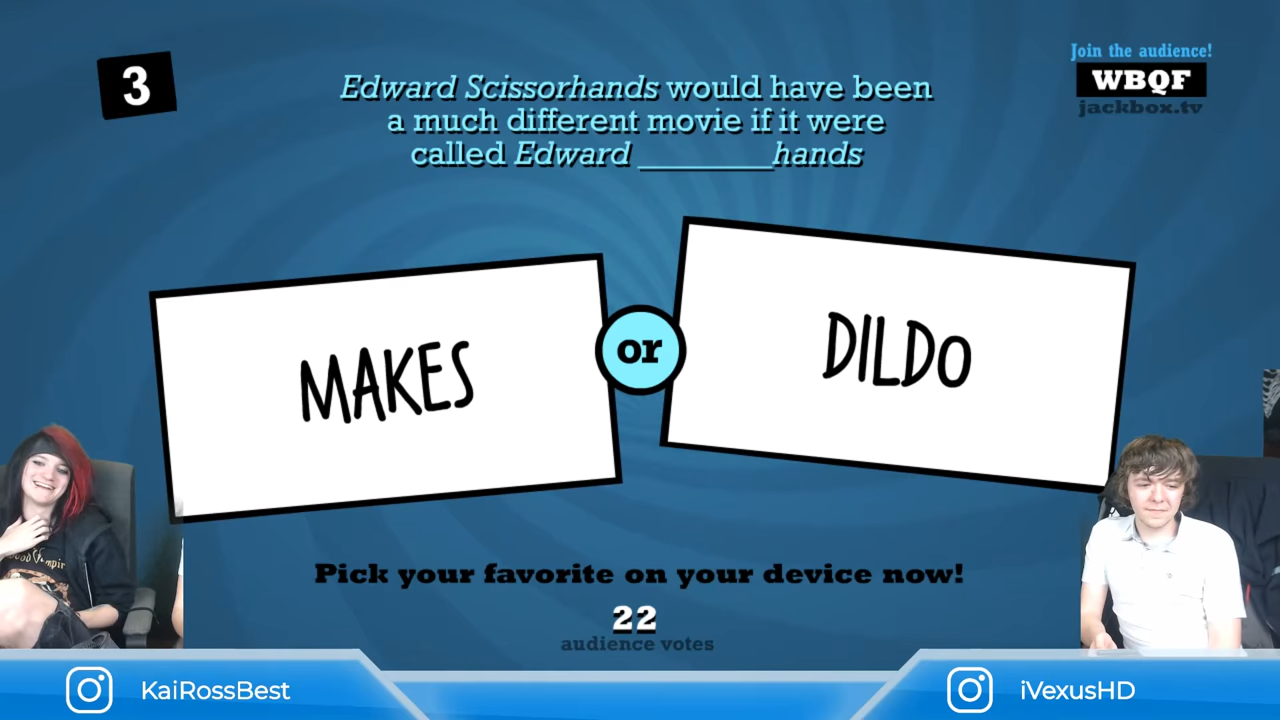 3
Join the audience!
WBQF
jackbox.tv
Edward Scissorhands would have been
a much different movie if it were
called Edward ________hands
MAKES
or
DILDO
Pick your favorite on your device now!
22
audience votes
KaiRossBest
iVexusHD